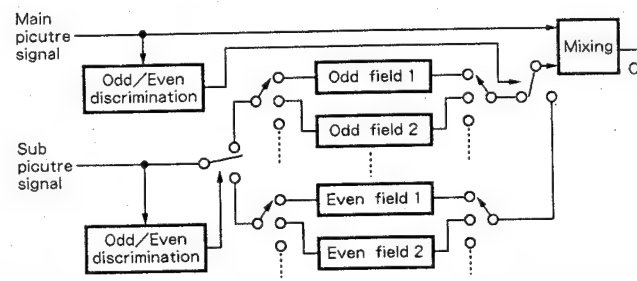 Main
picutre
signal
Odd/Even
discrimination
Odd field 1
Odd field 2
Mixing
Sub
picutre
signal
Odd/Even
discrimination
Even field 1
Even field 2